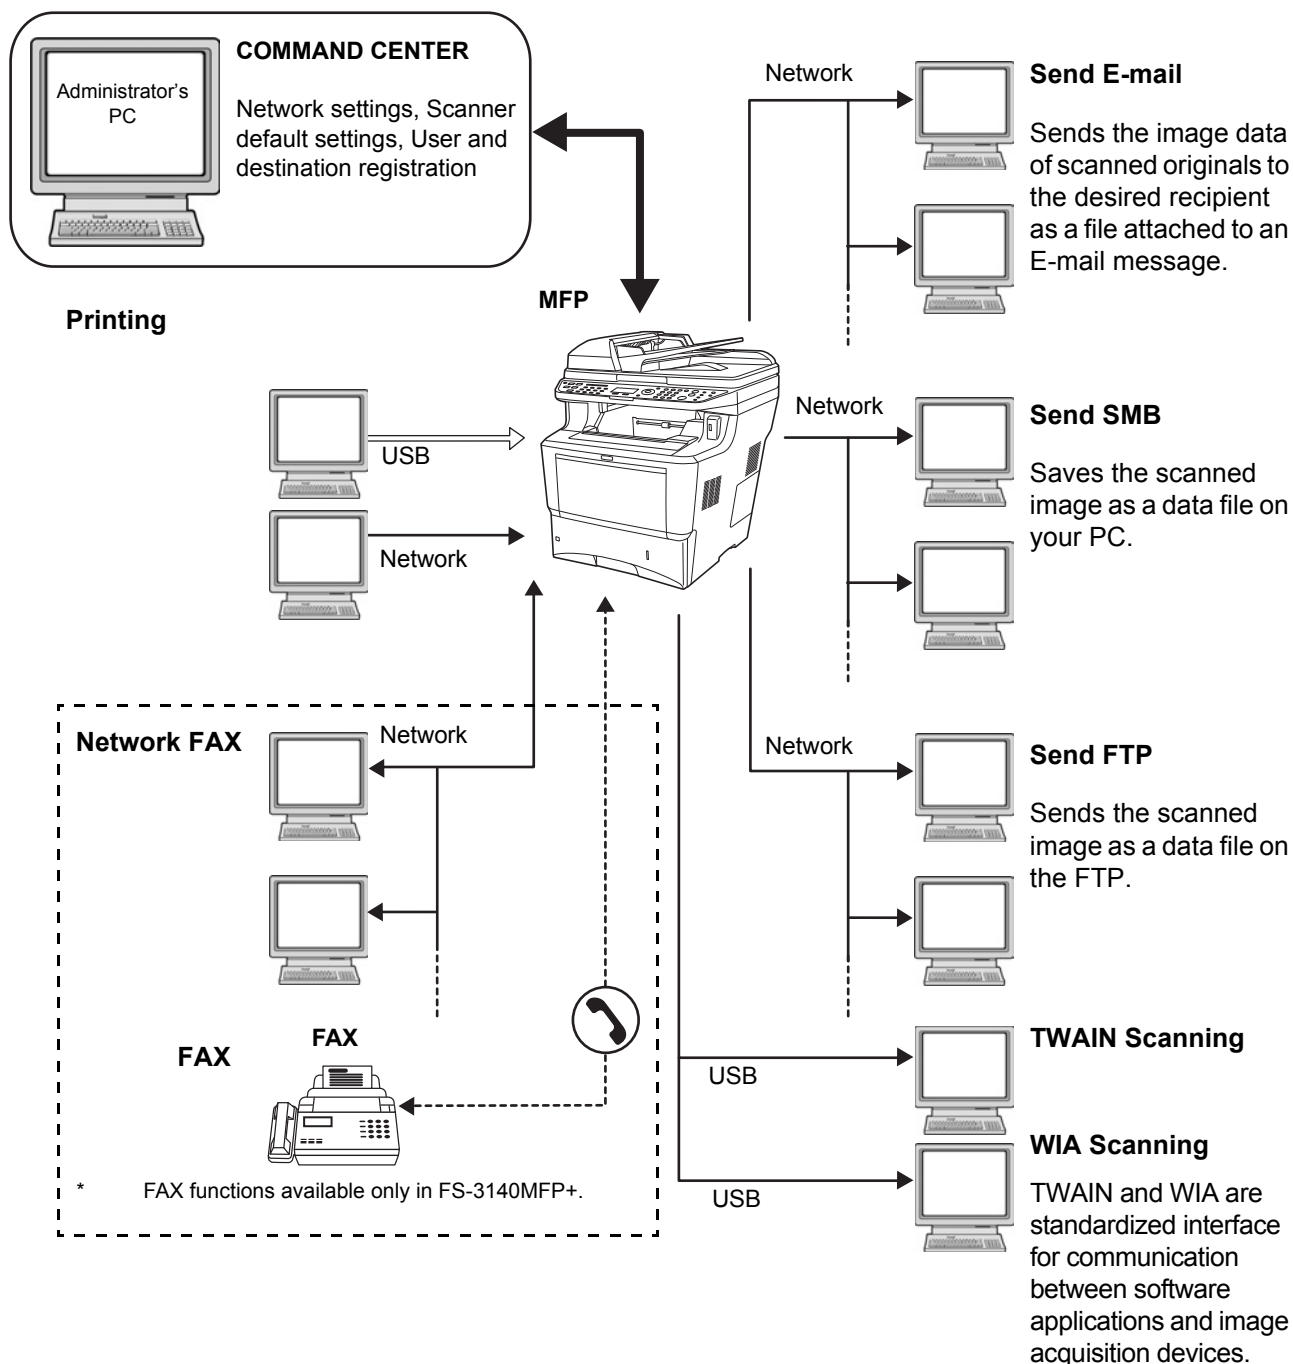 COMMAND CENTER
Administrator's
PC
Network settings, Scanner
default settings, User and
destination registration
Printing
MFP
USB
Network
Network
Send E-mail
Sends the image data
of scanned originals to
the desired recipient
as a file attached to an
E-mail message.
Network
Send SMB
Saves the scanned
image as a data file on
your PC.
Network FAX
Network
Network
Send FTP
Sends the scanned
image as a data file on
the FTP.
FAX
FAX
* FAX functions available only in FS-3140MFP+.
USB
TWAIN Scanning
USB
WIA Scanning
TWAIN and WIA are
standardized interface
for communication
between software
applications and image
acquisition devices.